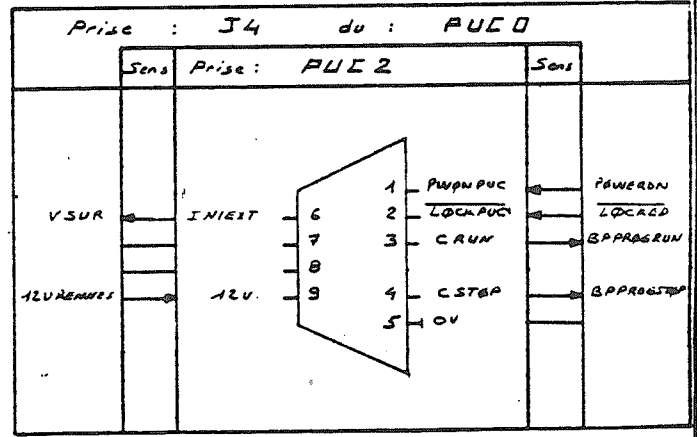 Prise : J4 du : PUC0
Sens Prise : PUC2 Sens
1 PWONPUC POWERON
VSUR INIEXT 6 2 LOCKPUC LOCKED
7 3 CRUN BPPROGRUN
8
12VREMMES 12V. 9 4 CSTOP BPPROGSTOP
5 0V